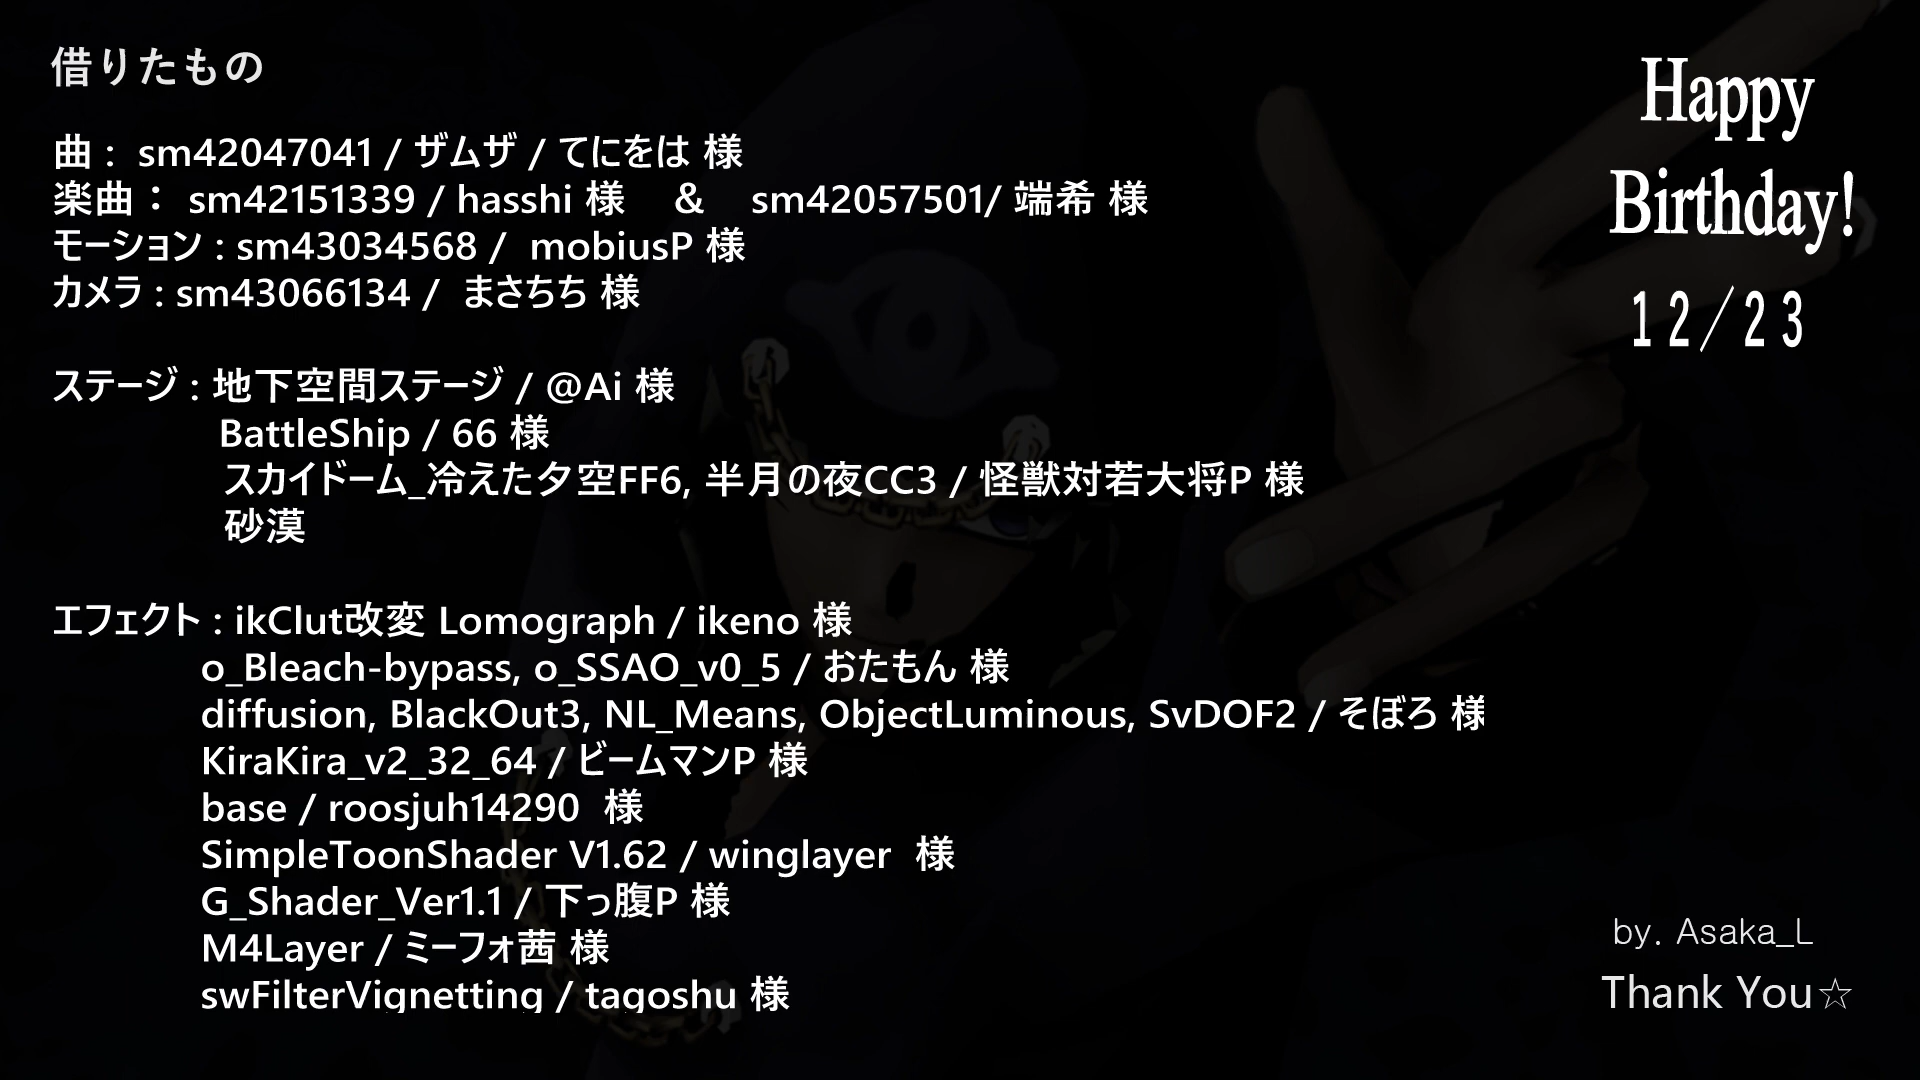 借りたもの
曲 : sm42047041 / ザムザ / てにをは 様
楽曲： sm42151339 / hasshi 様　＆　sm42057501/ 端希 様
モーション : sm43034568 / mobiusP 様
カメラ : sm43066134 / まさちち 様
ステージ : 地下空間ステージ / @Ai 様
BattleShip / 66 様
スカイドーム_冷えた夕空FF6, 半月の夜CC3 / 怪獣対若大将P 様
砂漠
エフェクト : ikClut改変 Lomograph / ikeno 様
o_Bleach-bypass, o_SSAO_v0_5 / おたもん 様
diffusion, BlackOut3, NL_Means, ObjectLuminous, SvDOF2 / そぼろ 様
KiraKira_v2_32_64 / ビームマンP 様
base / roosjuh14290 様
SimpleToonShader V1.62 / winglayer 様
G_Shader_Ver1.1 / 下っ腹P 様
M4Layer / ミーフォ茜 様
swFilterVignetting / tagoshu 様
Happy
Birthday!
12/23
by. Asaka_L
Thank You☆